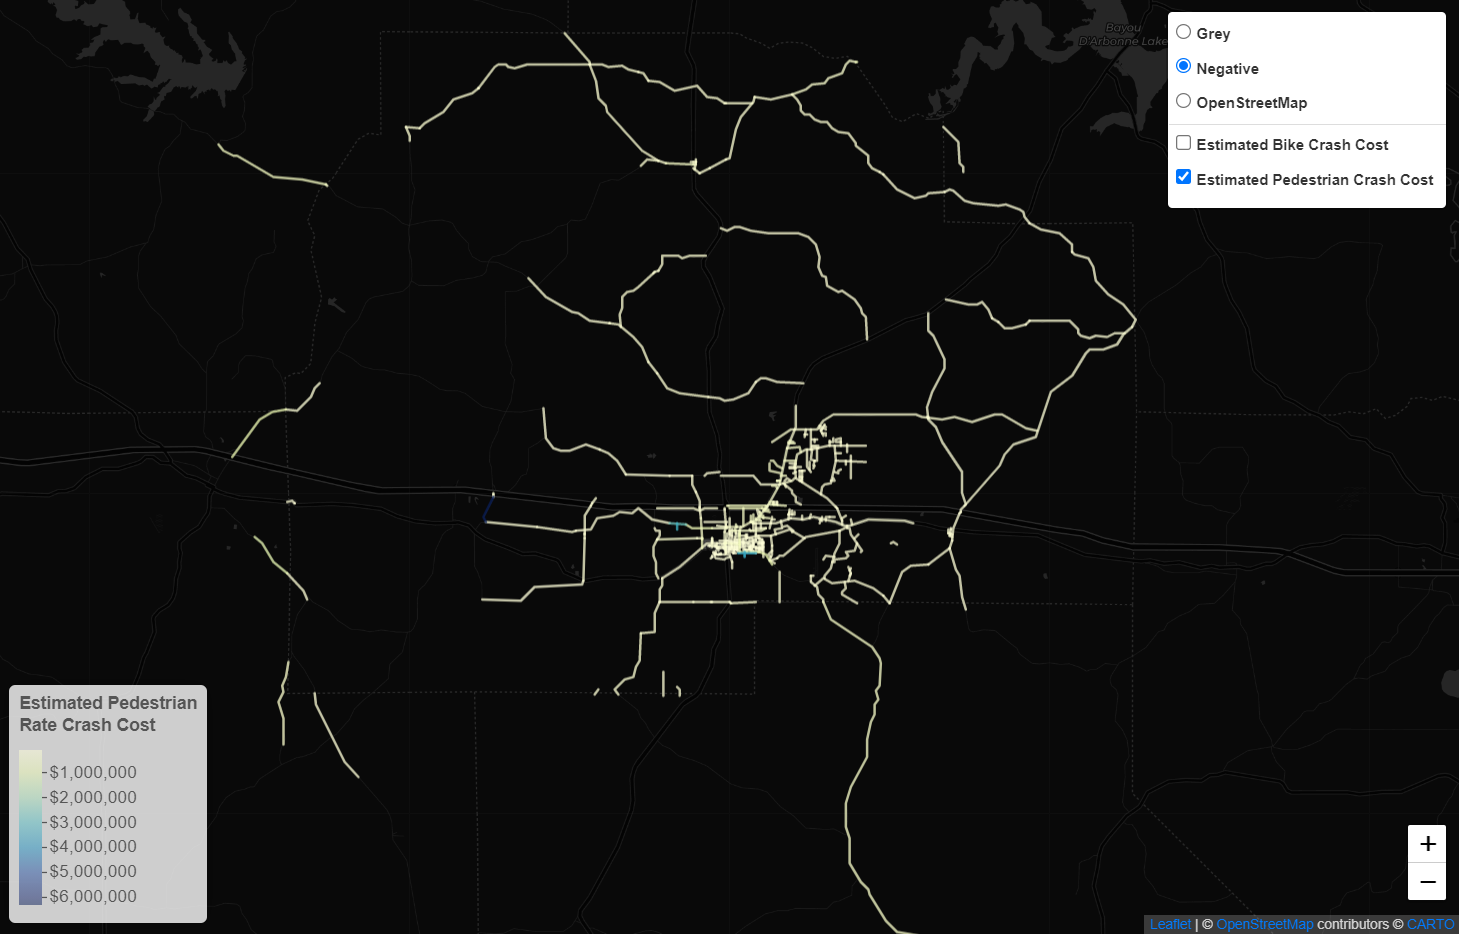 Bayou
D'Arbonne Lake
Grey
Negative
OpenStreetMap
Estimated Bike Crash Cost
Estimated Pedestrian Crash Cost
Estimated Pedestrian
Rate Crash Cost
$1,000,000
$2,000,000
$3,000,000
$4,000,000
$5,000,000
$6,000,000
+
−
Leaflet | © OpenStreetMap contributors © CARTO